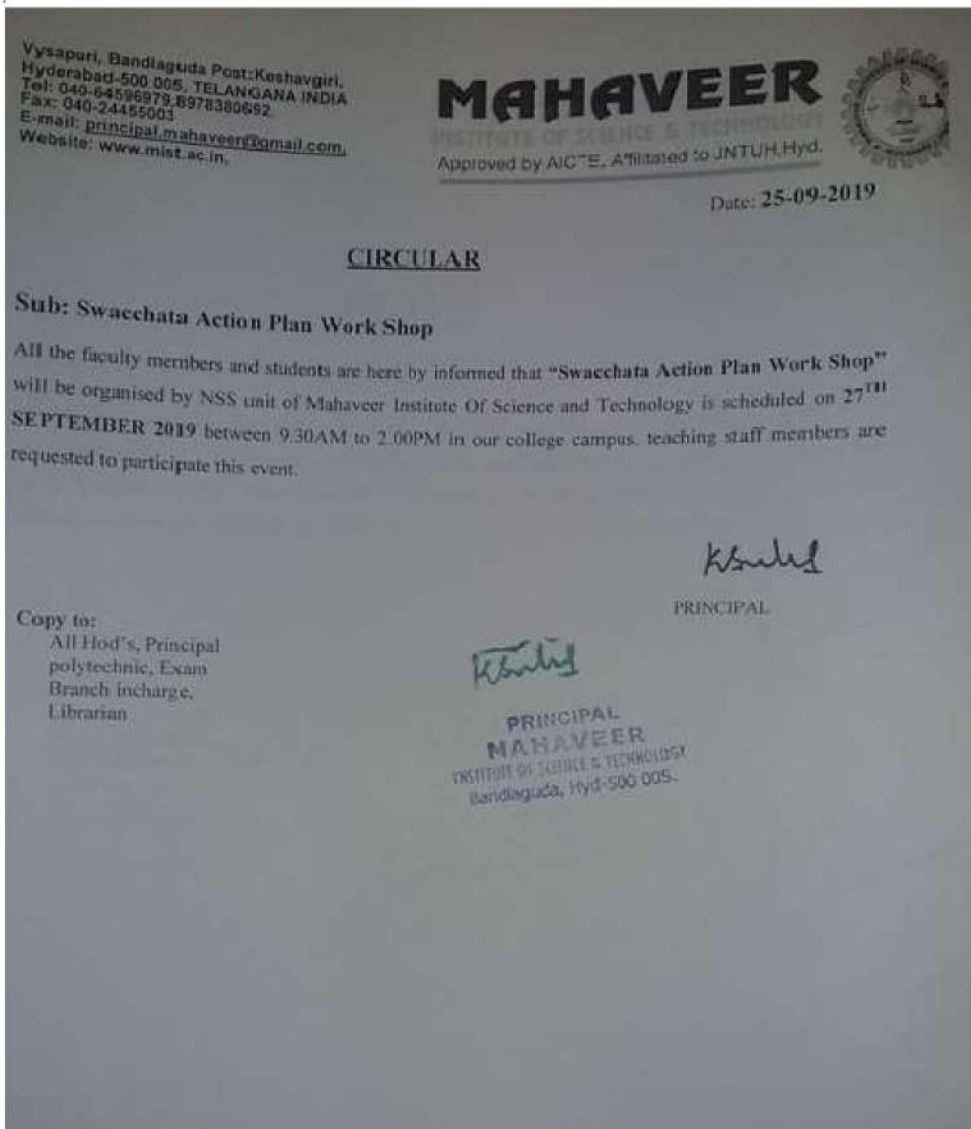 Vysapuri, Bandlaguda Post:Keshavgiri,
Hyderabad-500 005, TELANGANA INDIA
Tel: 040-64596979,8978380692
Fax: 040-24455003
E-mail: principal.mahaveer@gmail.com,
Website: www.mist.ac.in,
MAHAVEER
INSTITUTE OF SCIENCE & TECHNOLOGY
Approved by AICTE, Affilitated to JNTUH,Hyd.
Date: 25-09-2019
CIRCULAR
Sub: Swacchata Action Plan Work Shop
All the faculty members and students are here by informed that “Swacchata Action Plan Work Shop”
will be organised by NSS unit of Mahaveer Institute Of Science and Technology is scheduled on 27TH
SEPTEMBER 2019 between 9.30AM to 2.00PM in our college campus. teaching staff members are
requested to participate this event.
PRINCIPAL
Copy to:
All Hod's, Principal
polytechnic, Exam
Branch incharge,
Librarian
PRINCIPAL
MAHAVEER
INSTITUTE OF SCIENCE & TECHNOLOGY
Bandlaguda, Hyd-500 005.